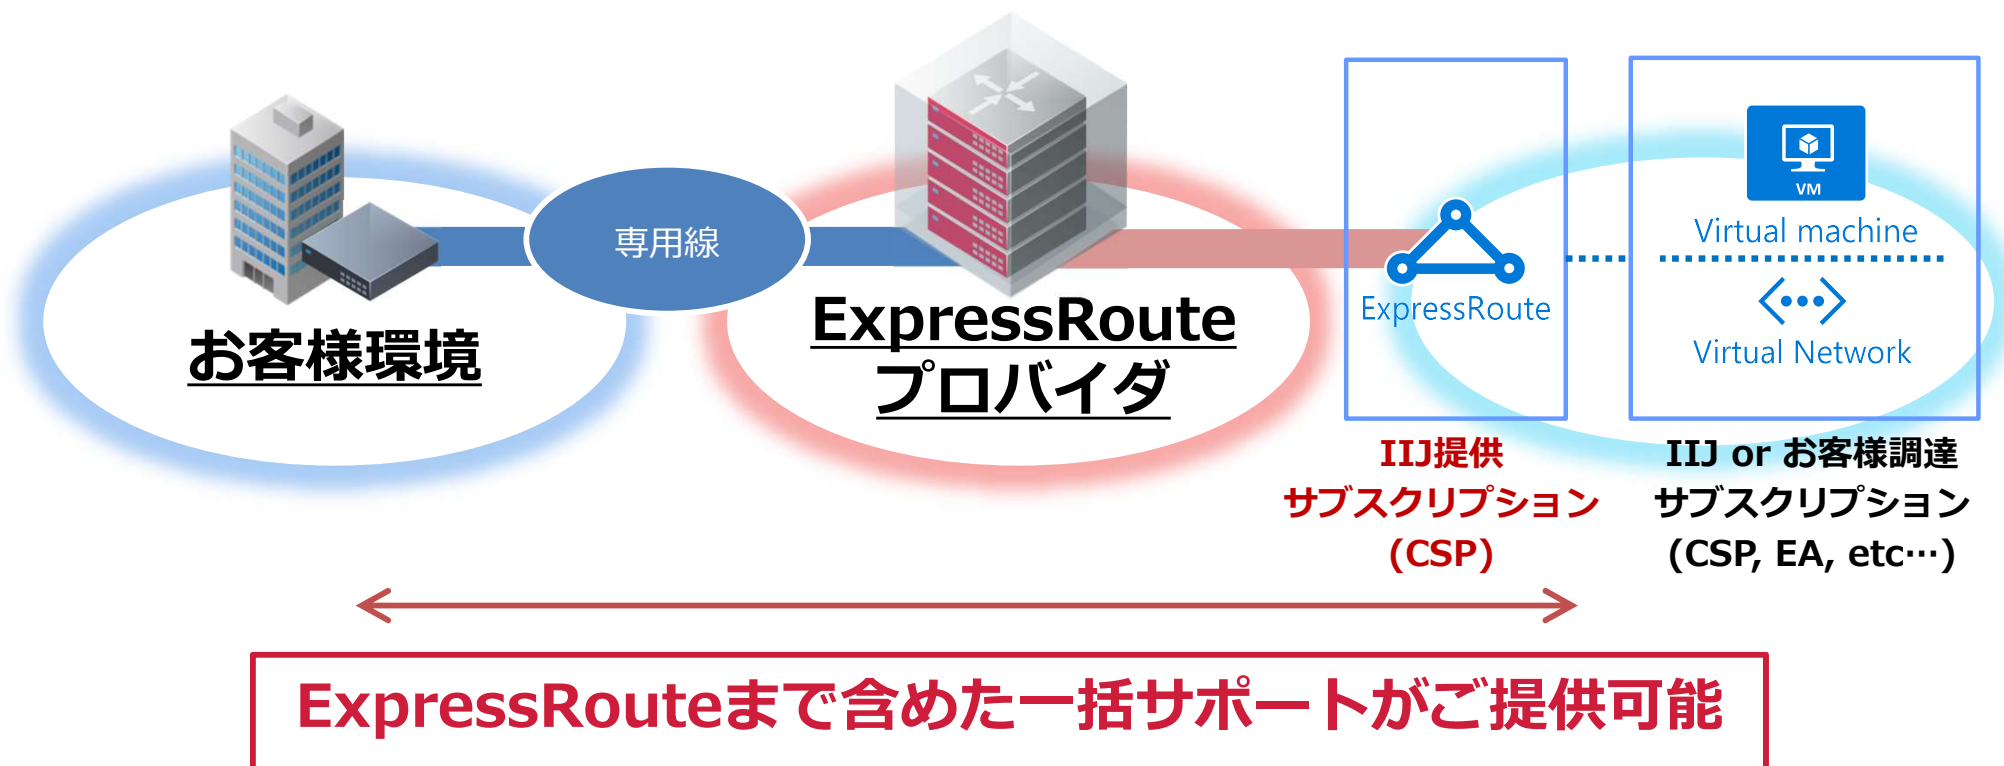 専用線
お客様環境
ExpressRoute
プロバイダ
ExpressRoute
VM
Virtual machine
Virtual Network
IIJ提供
サブスクリプション
(CSP)
IIJ or お客様調達
サブスクリプション
(CSP, EA, etc…)
ExpressRouteまで含めた一括サポートがご提供可能